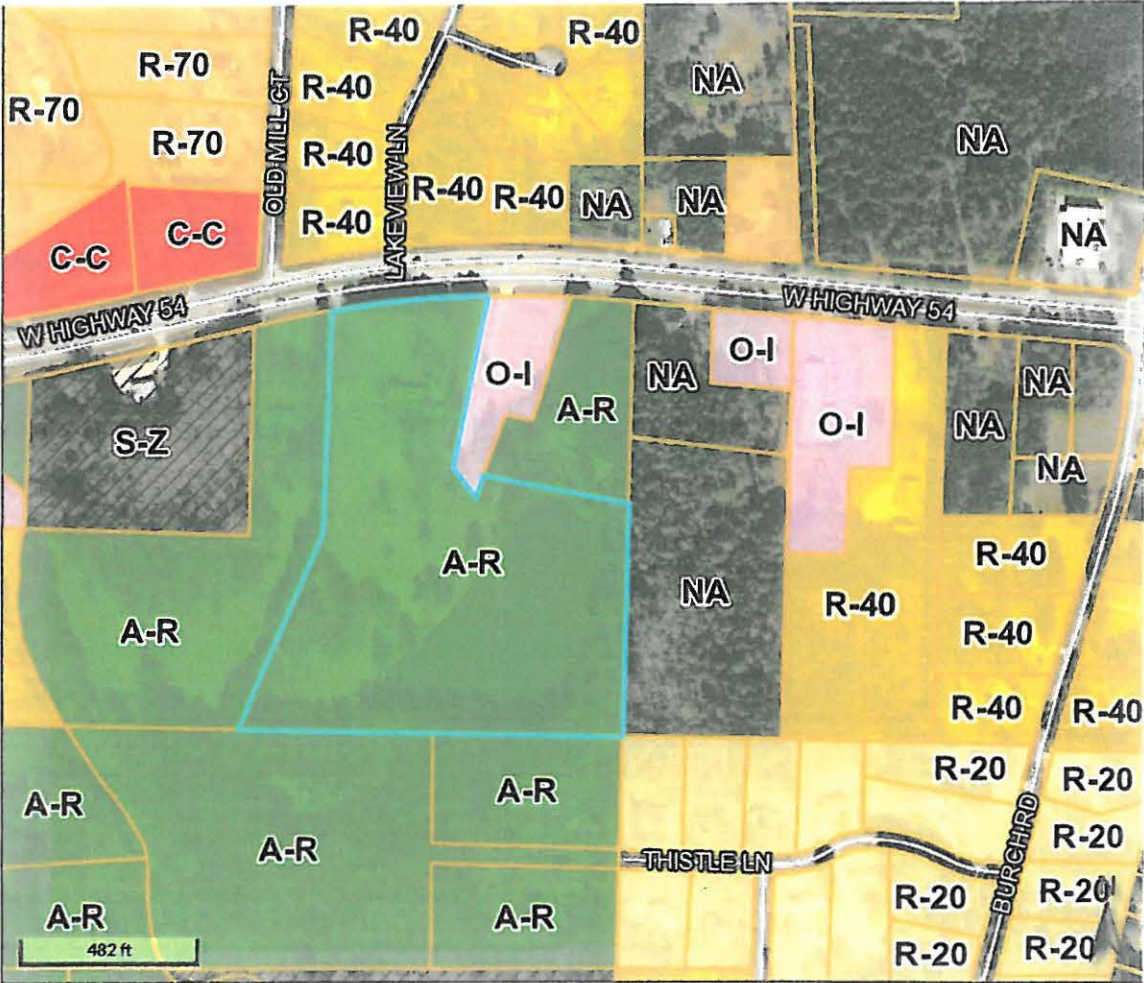 R-40
R-40
R-70
R-40
NA
R-70
R-70
R-40
NA
OLD MILL CT
LAKEVIEW LN
R-40
R-40
NA
NA
R-40
C-C
C-C
NA
W HIGHWAY 54
W HIGHWAY 54
O-I
O-I
NA
NA
A-R
O-I
NA
S-Z
NA
A-R
R-40
NA
R-40
A-R
R-40
R-40
R-40
R-20
R-20
A-R
A-R
R-20
A-R
THISTLE LN
BURCH RD
R-20
R-20
A-R
A-R
R-20
R-20
482 ft
N